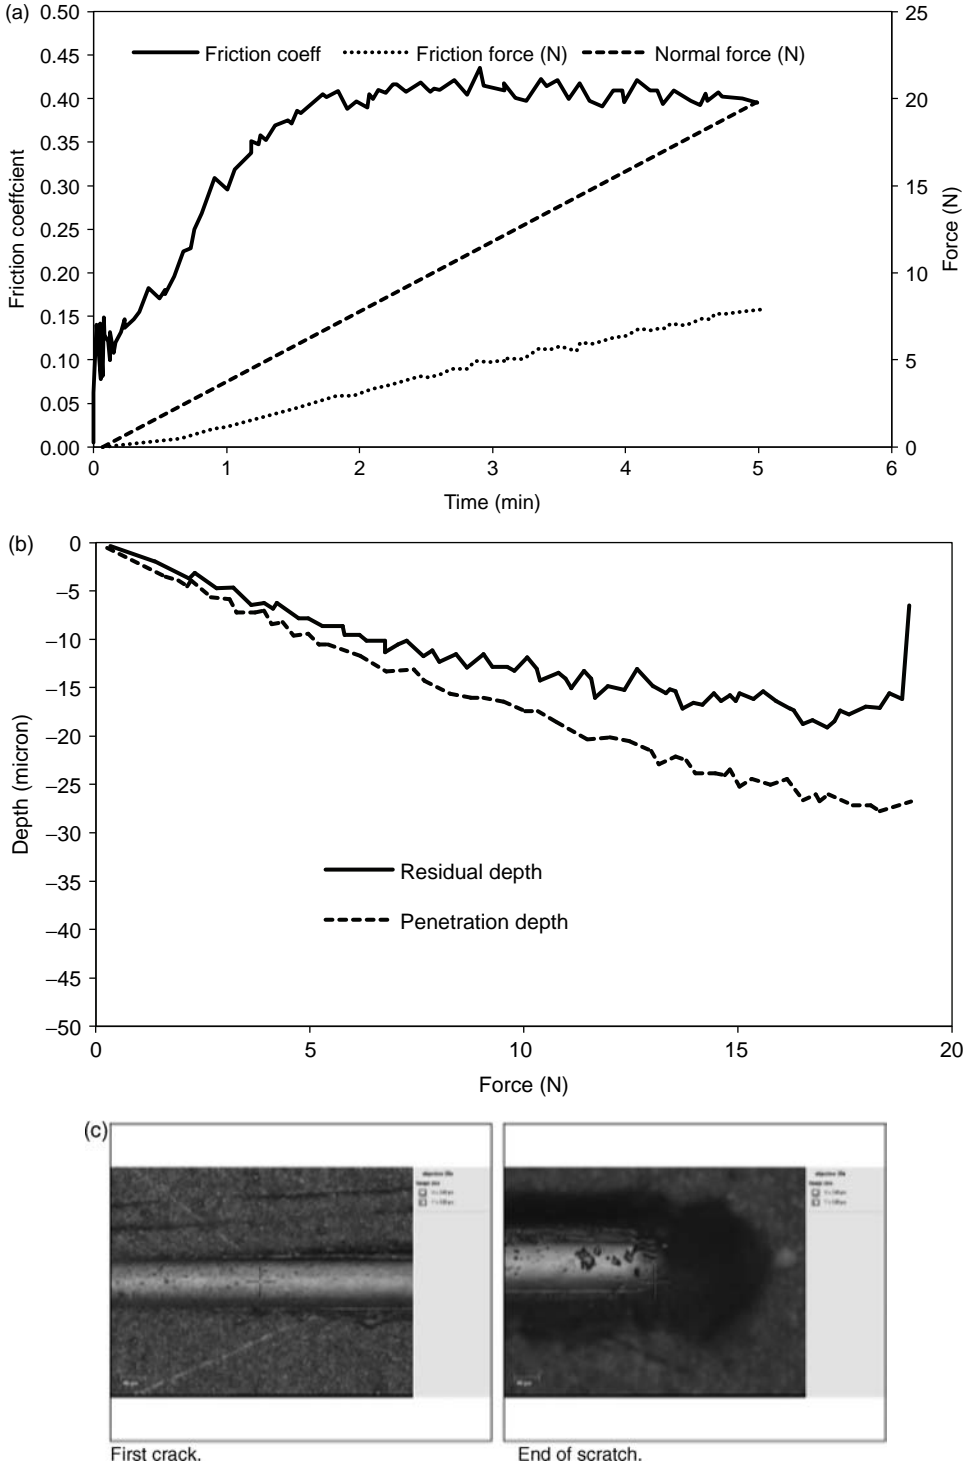 (a)
0.50
0.45
0.40
0.35
0.30
0.25
0.20
0.15
0.10
0.05
0.00
Friction coeffcient
Friction coeff
Friction force (N)
Normal force (N)
25
20
15
10
5
0
Force (N)
0 1 2 3 4 5 6
Time (min)
(b)
0
–5
–10
–15
–20
–25
–30
–35
–40
–45
–50
Depth (micron)
Residual depth
Penetration depth
0 5 10 15 20
Force (N)
(c)
First crack.
End of scratch.